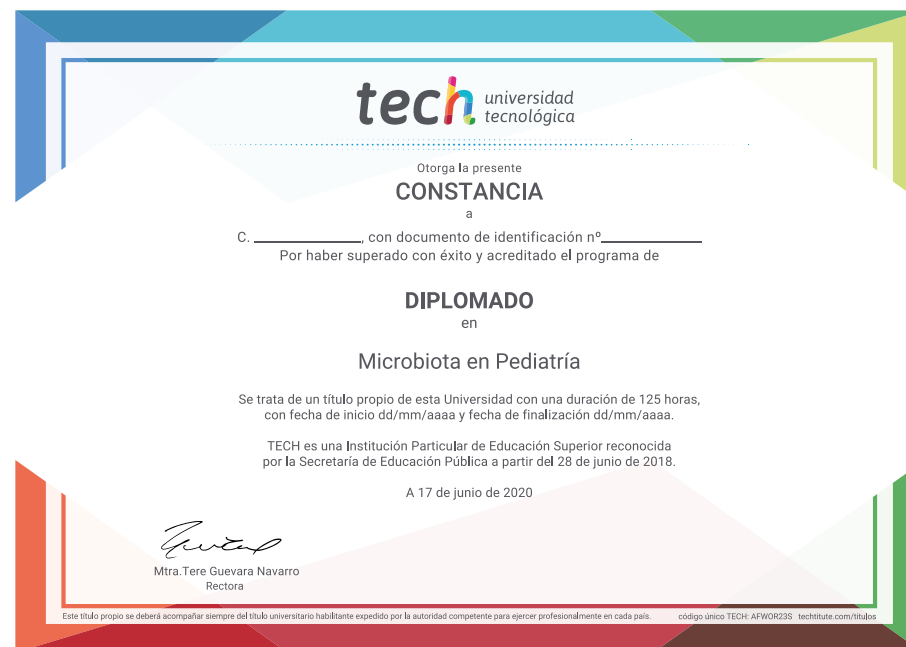 tech universidad
tecnológica
Otorga la presente
CONSTANCIA
a
C. ____________, con documento de identificación nº____________
Por haber superado con éxito y acreditado el programa de
DIPLOMADO
en
Microbiota en Pediatría
Se trata de un título propio de esta Universidad con una duración de 125 horas,
con fecha de inicio dd/mm/aaaa y fecha de finalización dd/mm/aaaa.
TECH es una Institución Particular de Educación Superior reconocida
por la Secretaría de Educación Pública a partir del 28 de junio de 2018.
A 17 de junio de 2020
Mtra.Tere Guevara Navarro
Rectora
Este título propio se deberá acompañar siempre del título universitario habilitante expedido por la autoridad competente para ejercer profesionalmente en cada país. código único TECH: AFWOR23S techtitute.com/titulos